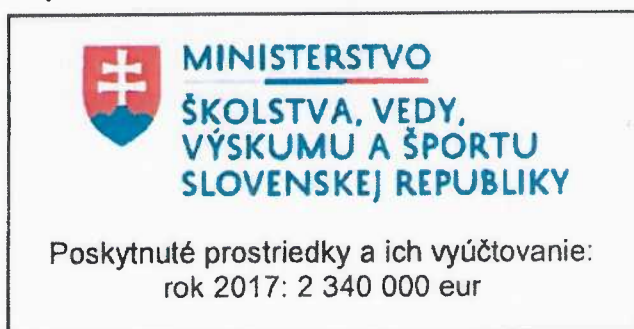 MINISTERSTVO
ŠKOLSTVA, VEDY,
VÝSKUMU A ŠPORTU
SLOVENSKEJ REPUBLIKY
Poskytnuté prostriedky a ich vyúčtovanie:
rok 2017: 2 340 000 eur